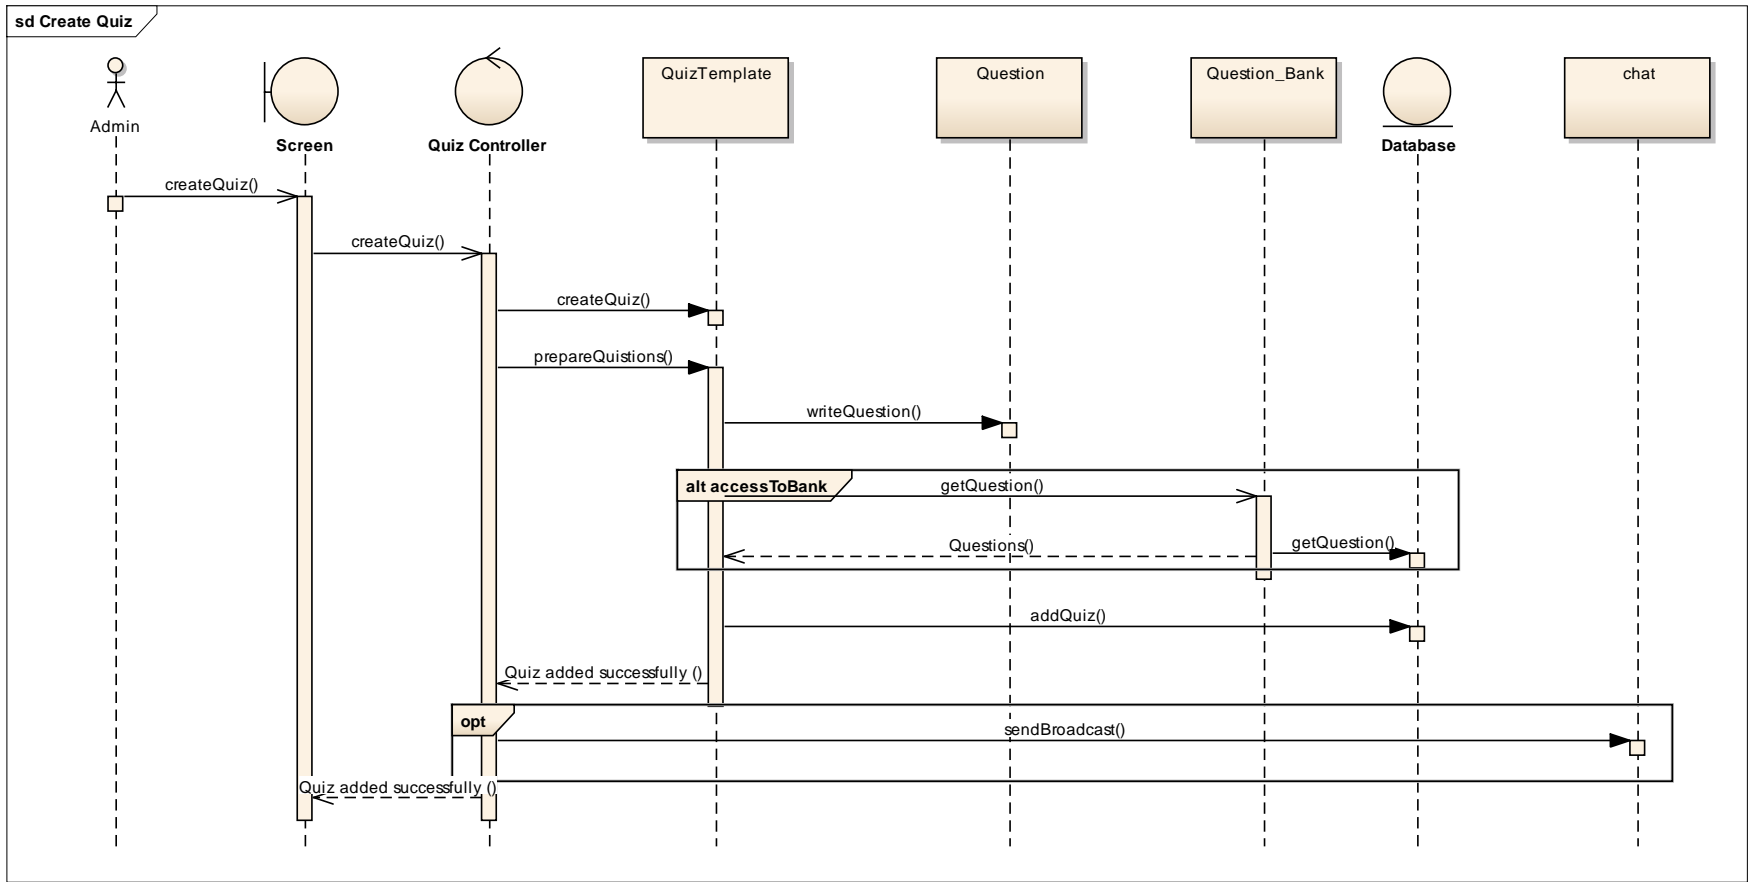 sd Create Quiz
QuizTemplate
Question
Question_Bank
chat
Admin
Screen
Quiz Controller
Database
createQuiz()
createQuiz()
createQuiz()
prepareQuistions()
writeQuestion()
alt accessToBank
getQuestion()
Questions()
getQuestion()
addQuiz()
Quiz added successfully ()
opt
sendBroadcast()
Quiz added successfully ()